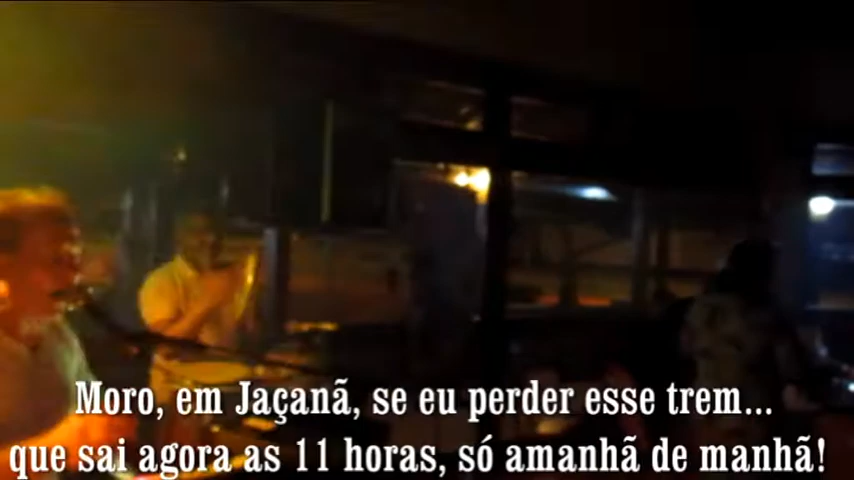 Moro, em Jaçanã, se eu perder esse trem...
que sai agora as 11 horas, só amanhã de manhã!